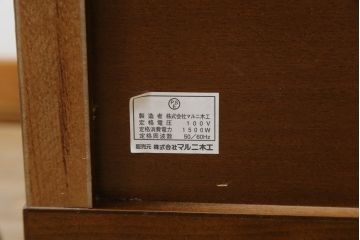 製造者 株式会社マルニ木工
定格電圧 100V
定格消費電力 1500W
定格周波数 50/60Hz
販売元 株式会社マルニ木工